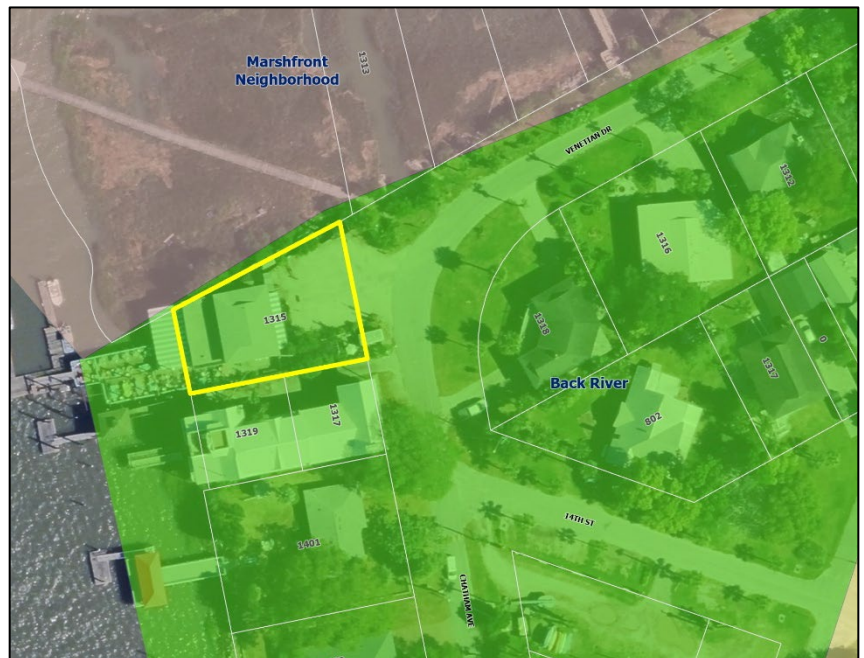 Marshfront
Neighborhood
1313
VENETIAN DR
1312
1316
1315
1318
0
Back River
1317
802
1319
1317
14TH ST
1401
CHATHAM AVE